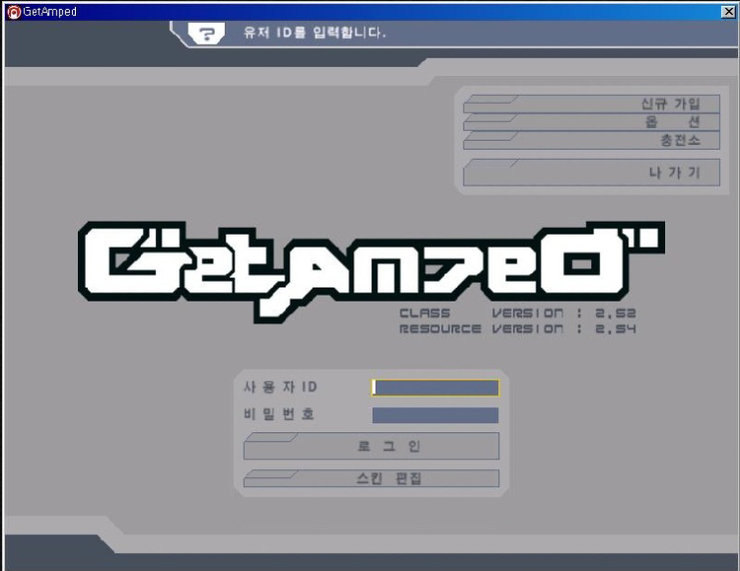 GetAmped
유저 ID를 입력합니다.
신규 가입
옵 션
충전소
나 가 기
GetAmped
CLASS VERSION : 2.52
RESOURCE VERSION : 2.54
사 용 자 ID
비 밀 번 호
로 그 인
스킨 편집